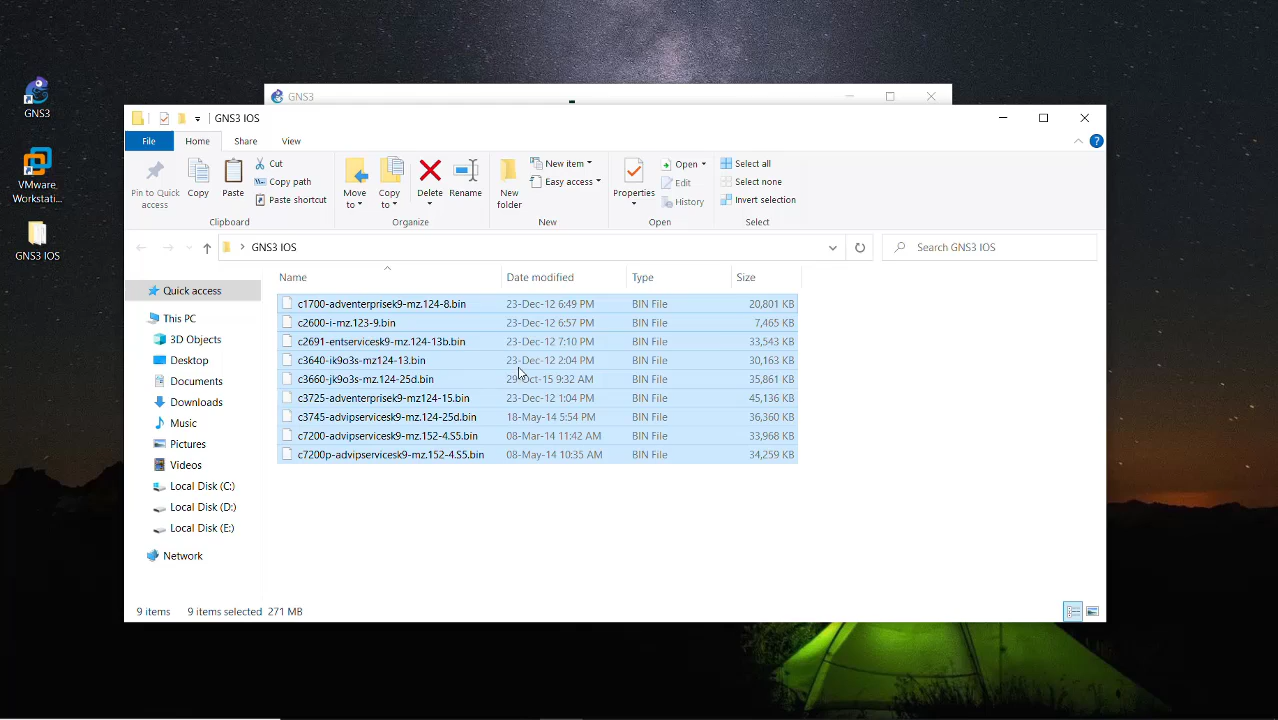 GNS3
GNS3 IOS
File Home Share View
Pin to Quick access
Copy
Paste
Cut
Copy path
Paste shortcut
Clipboard
Move to
Copy to
Delete
Rename
Organize
New folder
New item
Easy access
New
Properties
Open
Edit
History
Open
Select all
Select none
Invert selection
Select
GNS3 IOS
Search GNS3 IOS
Name Date modified Type Size
c1700-adventerprisek9-mz.124-8.bin 23-Dec-12 6:49 PM BIN File 20,801 KB
c2600-i-mz.123-9.bin 23-Dec-12 6:57 PM BIN File 7,465 KB
c2691-entservicesk9-mz.124-13b.bin 23-Dec-12 7:10 PM BIN File 33,543 KB
c3640-ik9o3s-mz124-13.bin 23-Dec-12 2:04 PM BIN File 30,163 KB
c3660-jk9o3s-mz.124-25d.bin 29-Oct-15 9:32 AM BIN File 35,861 KB
c3725-adventerprisek9-mz124-15.bin 23-Dec-12 1:04 PM BIN File 45,136 KB
c3745-advipservicesk9-mz.124-25d.bin 18-May-14 5:54 PM BIN File 36,360 KB
c7200-advipservicesk9-mz.152-4.S5.bin 08-Mar-14 11:42 AM BIN File 33,968 KB
c7200p-advipservicesk9-mz.152-4.S5.bin 08-May-14 10:35 AM BIN File 34,259 KB
Quick access
This PC
3D Objects
Desktop
Documents
Downloads
Music
Pictures
Videos
Local Disk (C:)
Local Disk (D:)
Local Disk (E:)
Network
9 items 9 items selected 271 MB
GNS3
VMware
Workstati...
GNS3 IOS